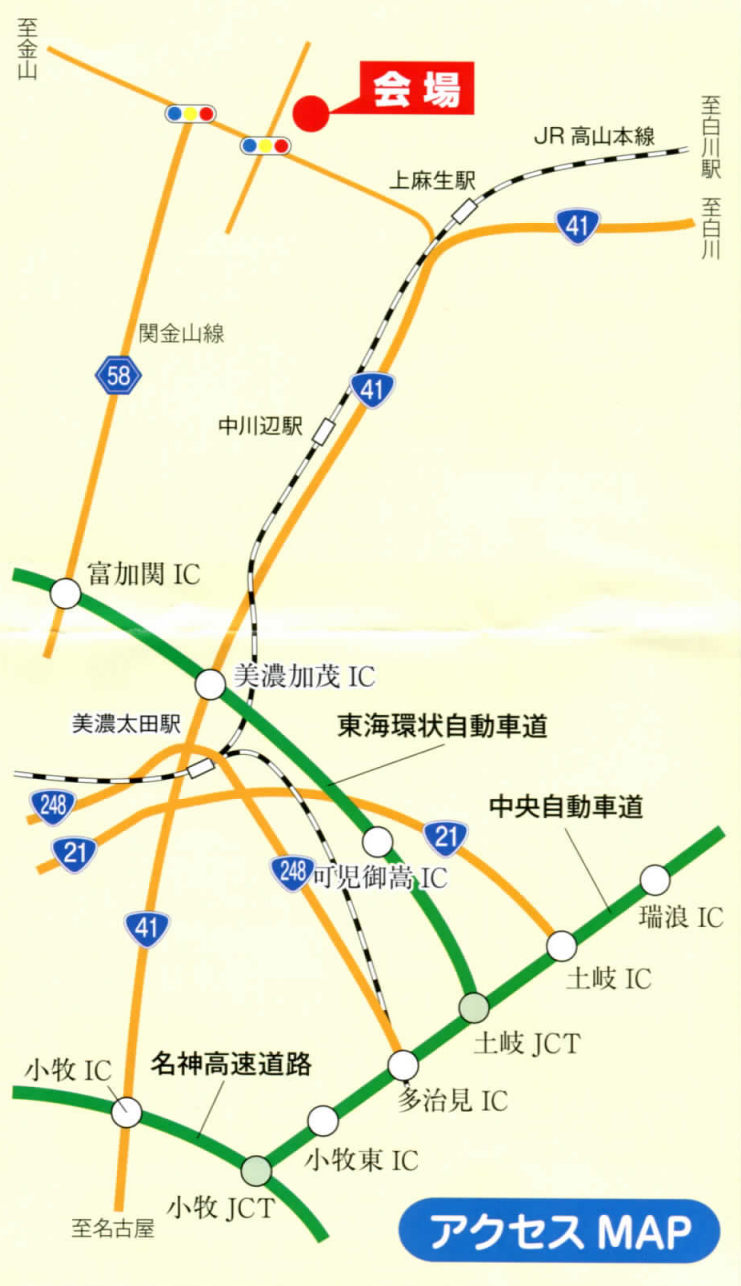 至金山
会場
JR 高山本線
至白川駅
上麻生駅
至白川
41
関金山線
58
41
中川辺駅
富加関 IC
美濃加茂 IC
美濃太田駅
東海環状自動車道
248
中央自動車道
21
21
248
可児御嵩 IC
瑞浪 IC
41
土岐 IC
土岐 JCT
名神高速道路
小牧 IC
多治見 IC
小牧東 IC
小牧 JCT
至名古屋
アクセス MAP